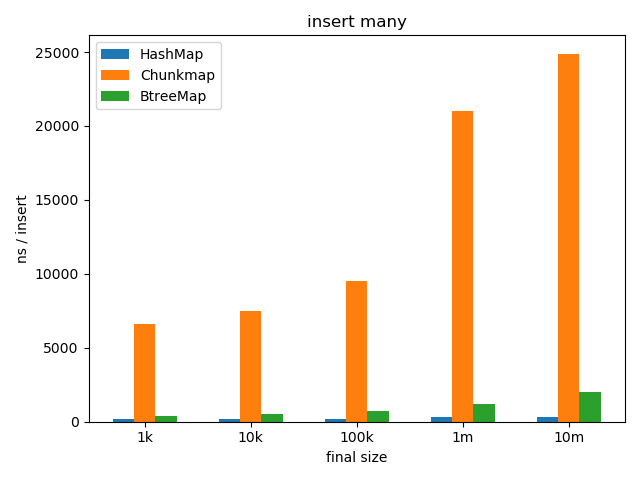 insert many
HashMap
Chunkmap
BtreeMap
25000
20000
15000
10000
5000
0
ns / insert
1k 10k 100k 1m 10m
final size